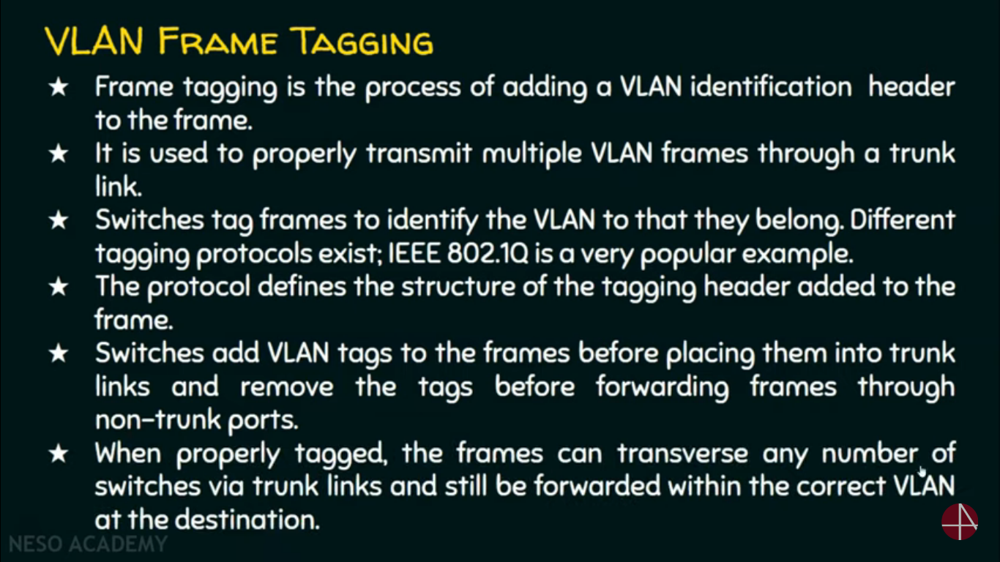 VLAN FRAME TAGGING
★ Frame tagging is the process of adding a VLAN identification header
to the frame.
★ It is used to properly transmit multiple VLAN frames through a trunk
link.
★ Switches tag frames to identify the VLAN to that they belong. Different
tagging protocols exist; IEEE 802.1Q is a very popular example.
★ The protocol defines the structure of the tagging header added to the
frame.
★ Switches add VLAN tags to the frames before placing them into trunk
links and remove the tags before forwarding frames through
non-trunk ports.
★ When properly tagged, the frames can transverse any number of
switches via trunk links and still be forwarded within the correct VLAN
at the destination.
NESO ACADEMY